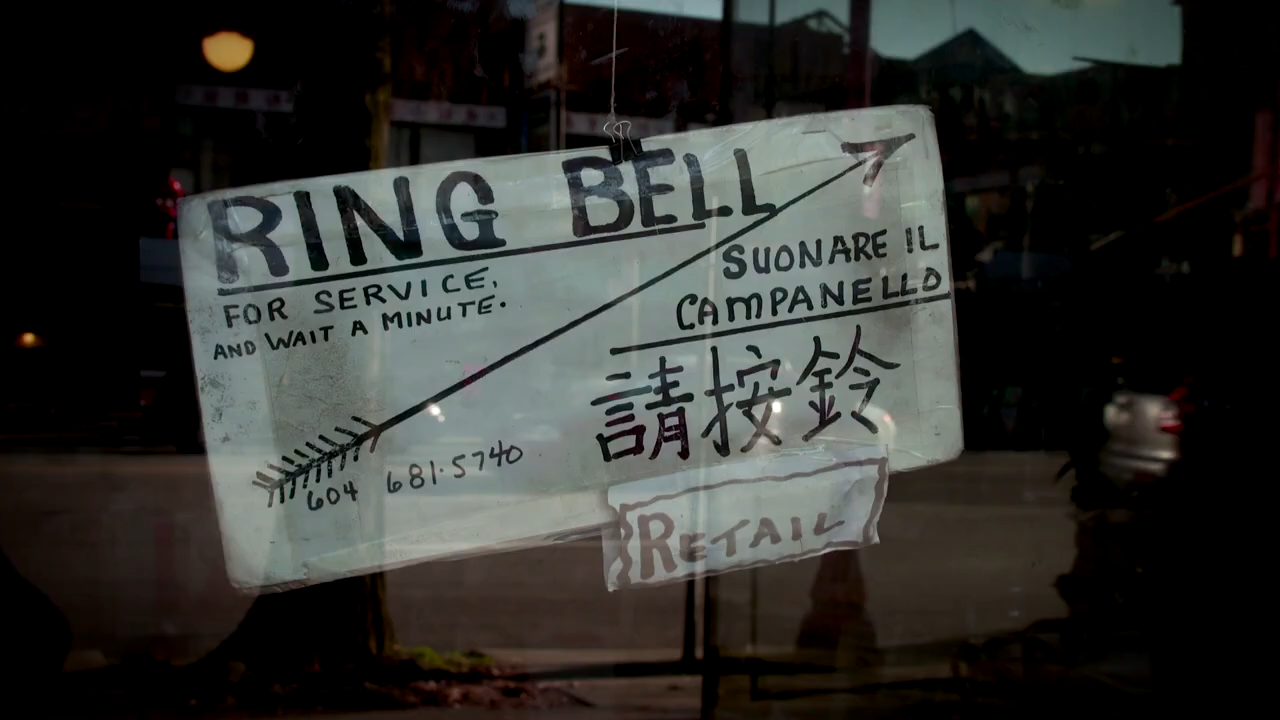 RING BELL
FOR SERVICE,
AND WAIT A MINUTE.
SUONARE IL
CAMPANELLO
請按鈴
604 681·5740
RETAIL